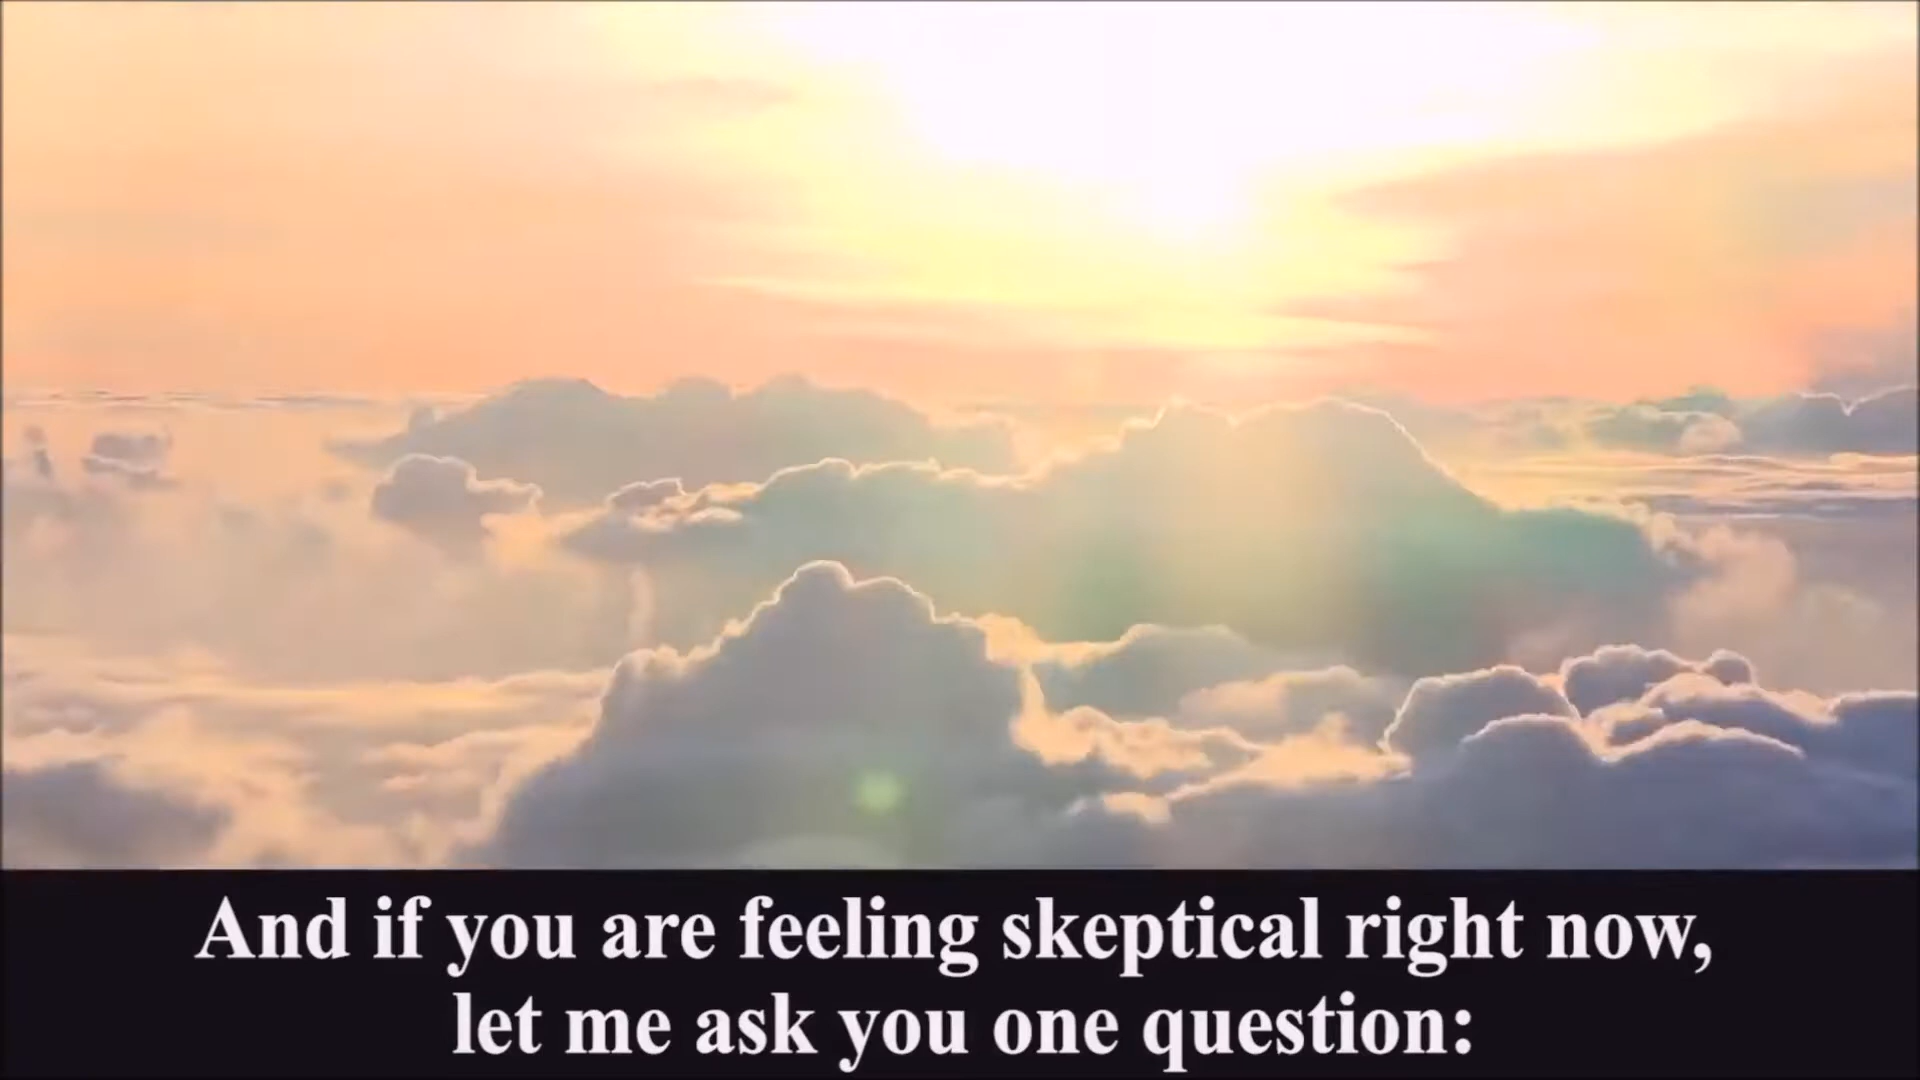 And if you are feeling skeptical right now,
let me ask you one question: